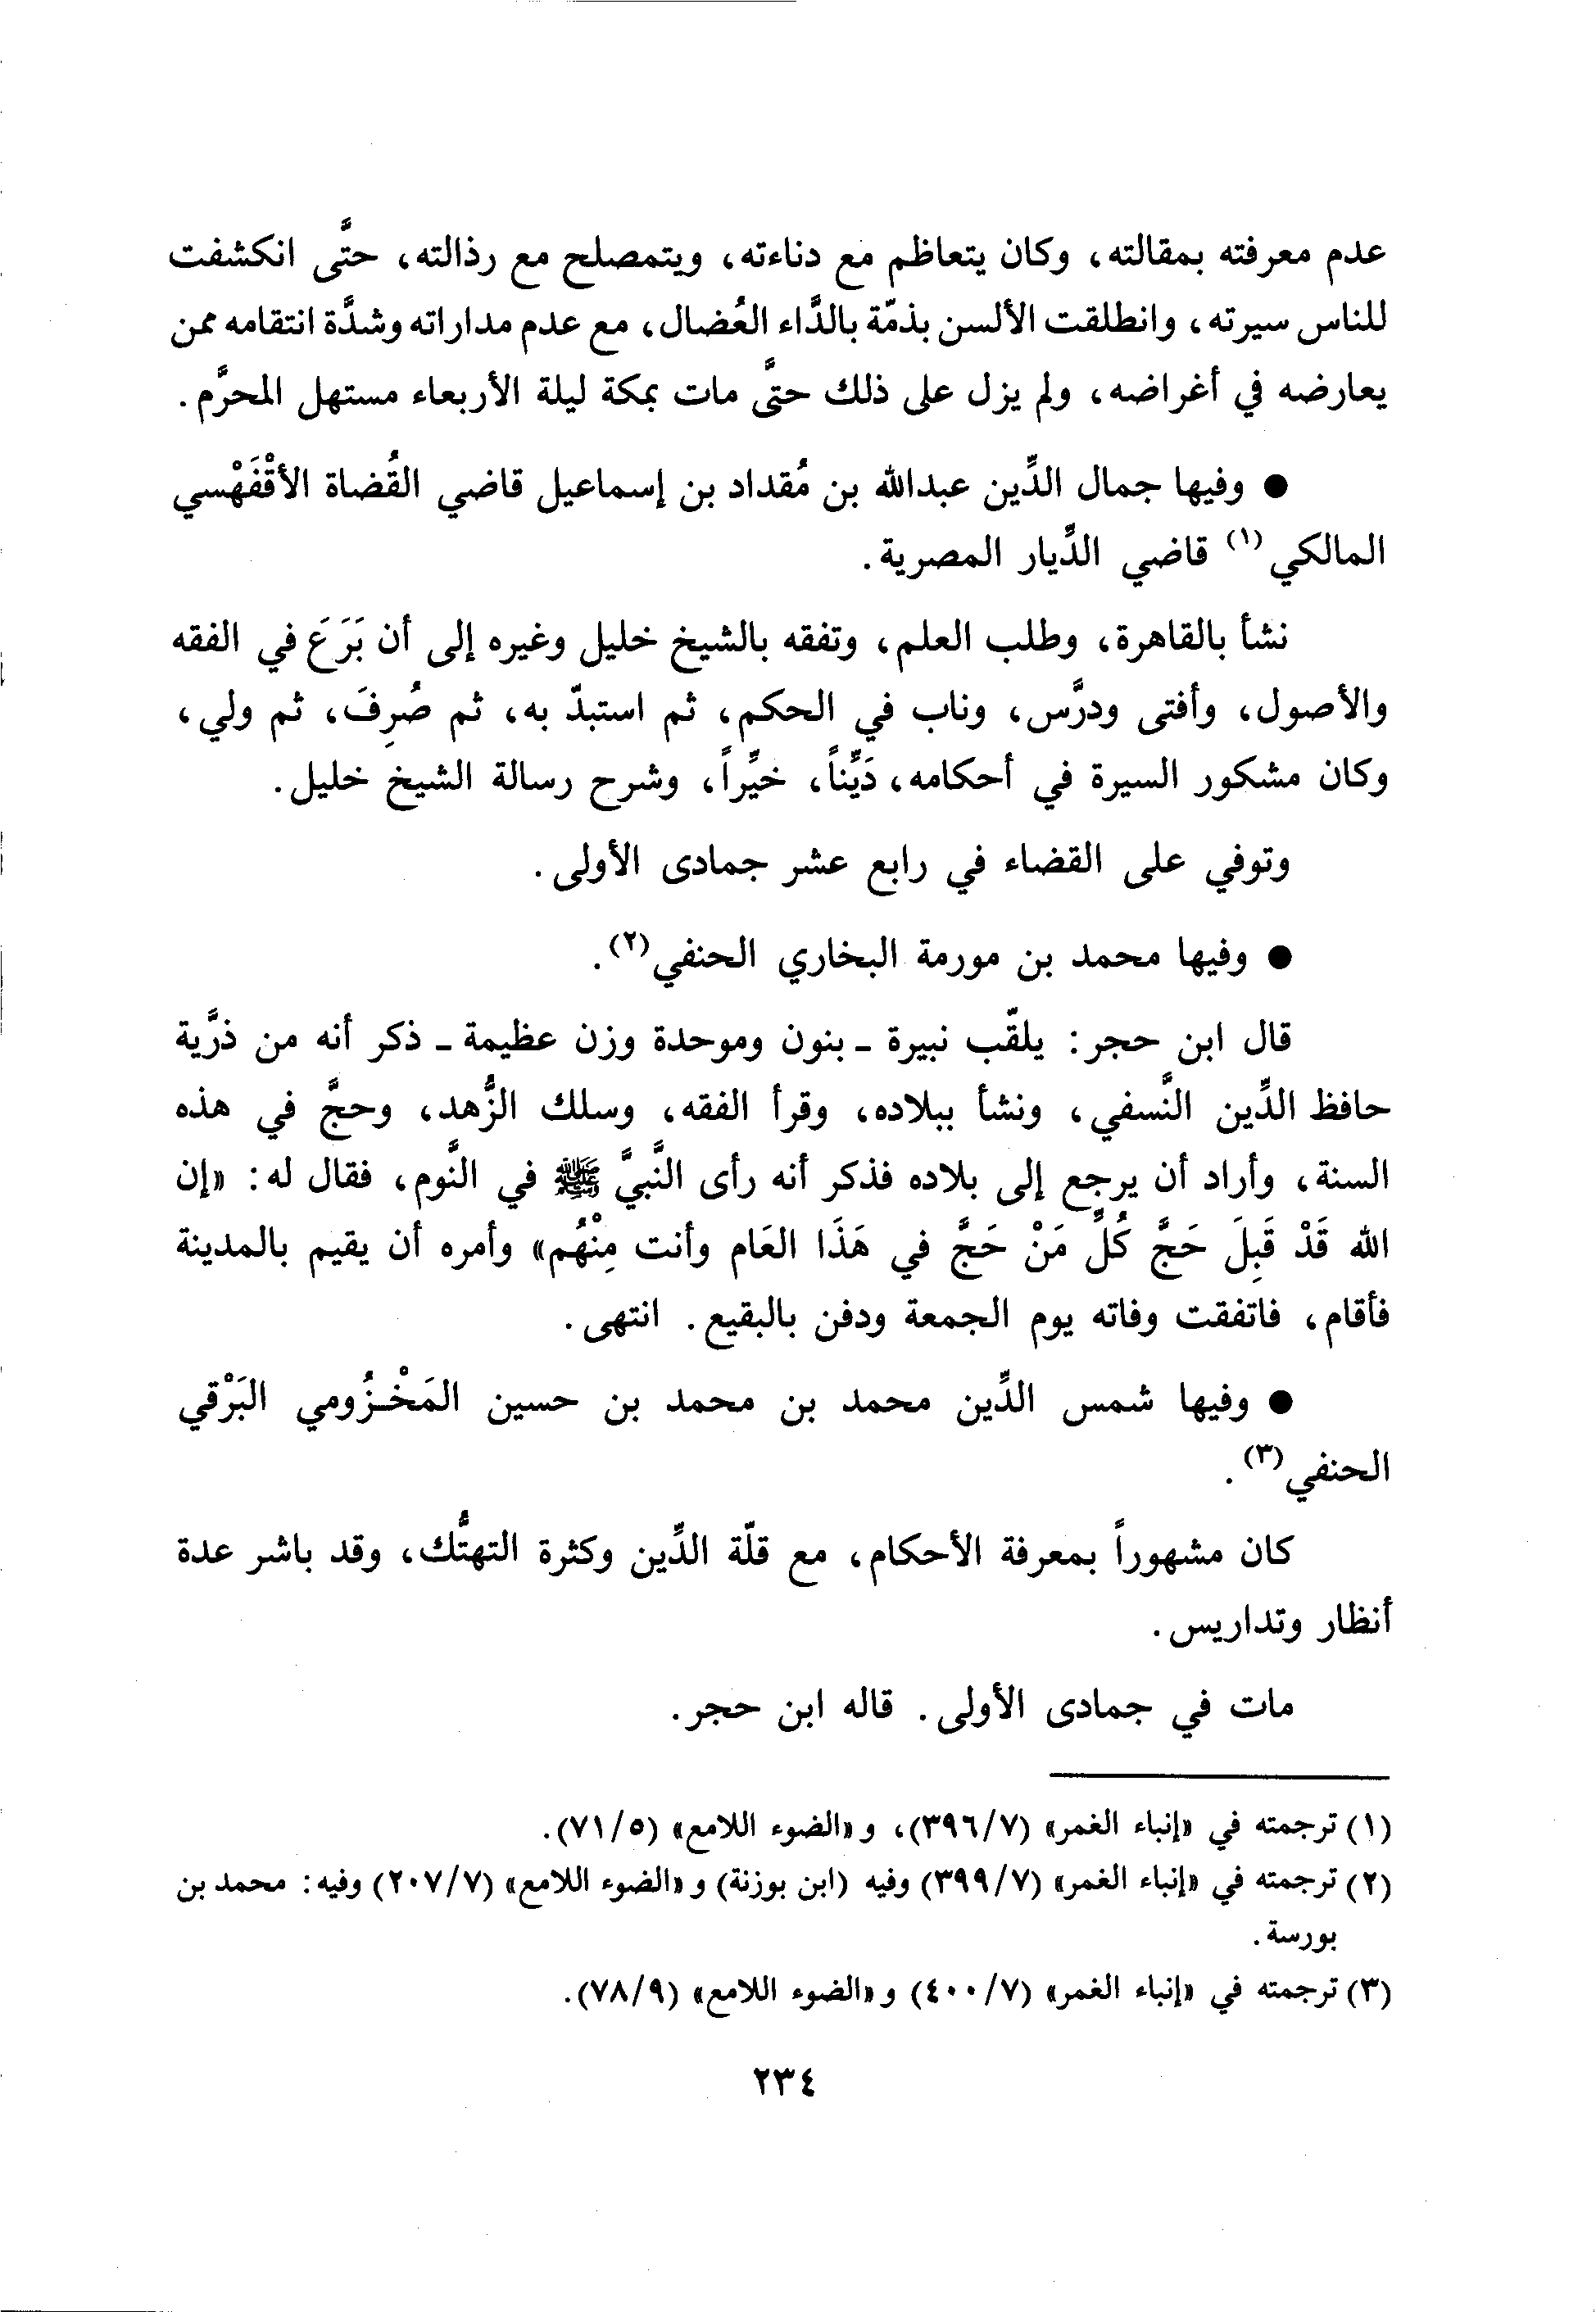 عدم معرفته بمقالته، وكان يتعاظم مع دناءته، ويتمصلح مع رذالته، حتَّى انكشفت
للناس سيرته، وانطلقت الألسن بذمّة بالدَّاء العُضال، مع عدم مداراته وشدَّة انتقامه ممن
يعارضه في أغراضه، ولم يزل على ذلك حتَّى مات بمكة ليلة الأربعاء مستهل المحرَّم.
● وفيها جمال الدِّين عبدالله بن مُقداد بن إسماعيل قاضي القُضاة الأقْفَهْسي
المالكي(١) قاضي الدِّيار المصرية.
نشأ بالقاهرة، وطلب العلم، وتفقه بالشيخ خليل وغيره إلى أن بَرَعَ في الفقه
والأصول، وأفتى ودرَّس، وناب في الحكم، ثم استبدّ به، ثم صُرِفَ، ثم ولي،
وكان مشكور السيرة في أحكامه، دَيِّناً، خيِّراً، وشرح رسالة الشيخ خليل.
وتوفي على القضاء في رابع عشر جمادى الأولى.
● وفيها محمد بن مورمة البخاري الحنفي(٢).
قال ابن حجر: يلقّب نبيرة ـ بنون وموحدة وزن عظيمة ـ ذكر أنه من ذرَّية
حافظ الدِّين النَّسفي، ونشأ ببلاده، وقرأ الفقه، وسلك الزُّهد، وحجَّ في هذه
السنة، وأراد أن يرجع إلى بلاده فذكر أنه رأى النَّبيَّ ﷺ في النَّوم، فقال له: «إن
الله قَدْ قَبِلَ حَجَّ كُلِّ مَنْ حَجَّ في هَذَا العَام وأنت مِنْهُم» وأمره أن يقيم بالمدينة
فأقام، فاتفقت وفاته يوم الجمعة ودفن بالبقيع. انتهى.
● وفيها شمس الدِّين محمد بن محمد بن حسين المَخْزُومي البَرْقي
الحنفي(٣).
كان مشهوراً بمعرفة الأحكام، مع قلّة الدِّين وكثرة التهتُّك، وقد باشر عدة
أنظار وتداريس.
مات في جمادى الأولى. قاله ابن حجر.
(١) ترجمته في «إنباء الغمر» (٣٩٦/٧)، و«الضوء اللامع» (٧١/٥).
(٢) ترجمته في «إنباء الغمر» (٣٩٩/٧) وفيه (ابن بوزنة) و«الضوء اللامع» (٢٠٧/٧) وفيه: محمد بن
بورسة.
(٣) ترجمته في «إنباء الغمر» (٤٠٠/٧) و«الضوء اللامع» (٧٨/٩).
٢٣٤